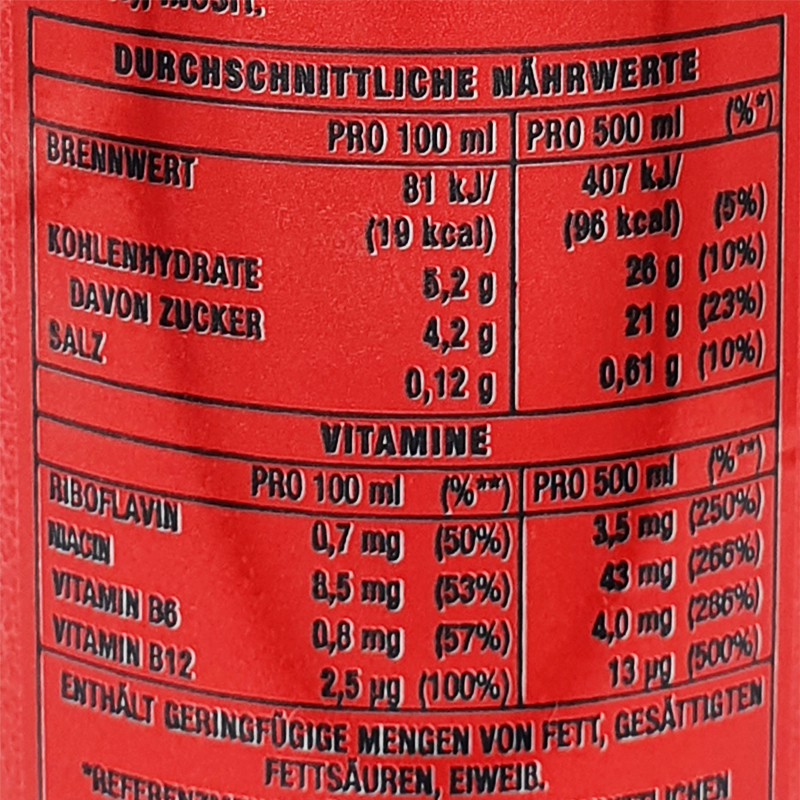 DURCHSCHNITTLICHE NÄHRWERTE
PRO 100 ml PRO 500 ml (%*)
BRENNWERT 81 kJ/ 407 kJ/
(19 kcal) (96 kcal) (5%)
KOHLENHYDRATE 5,2 g 26 g (10%)
DAVON ZUCKER 4,2 g 21 g (23%)
SALZ 0,12 g 0,61 g (10%)
VITAMINE
PRO 100 ml (%**) PRO 500 ml (%**)
RIBOFLAVIN 0,7 mg (50%) 3,5 mg (250%)
NIACIN 8,5 mg (53%) 43 mg (266%)
VITAMIN B6 0,8 mg (57%) 4,0 mg (286%)
VITAMIN B12 2,5 µg (100%) 13 µg (500%)
ENTHÄLT GERINGFÜGIGE MENGEN VON FETT, GESÄTTIGTEN
FETTSÄUREN, EIWEIß.